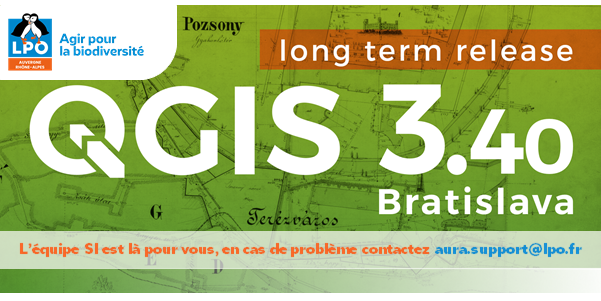 LPO
AUVERGNE
RHÔNE-ALPES
Agir pour
la biodiversité
Pozsony
long term release
QGIS 3.40
Bratislava
G
Terézváros
L'équipe SI est là pour vous, en cas de problème contactez aura.support@lpo.fr
E
D